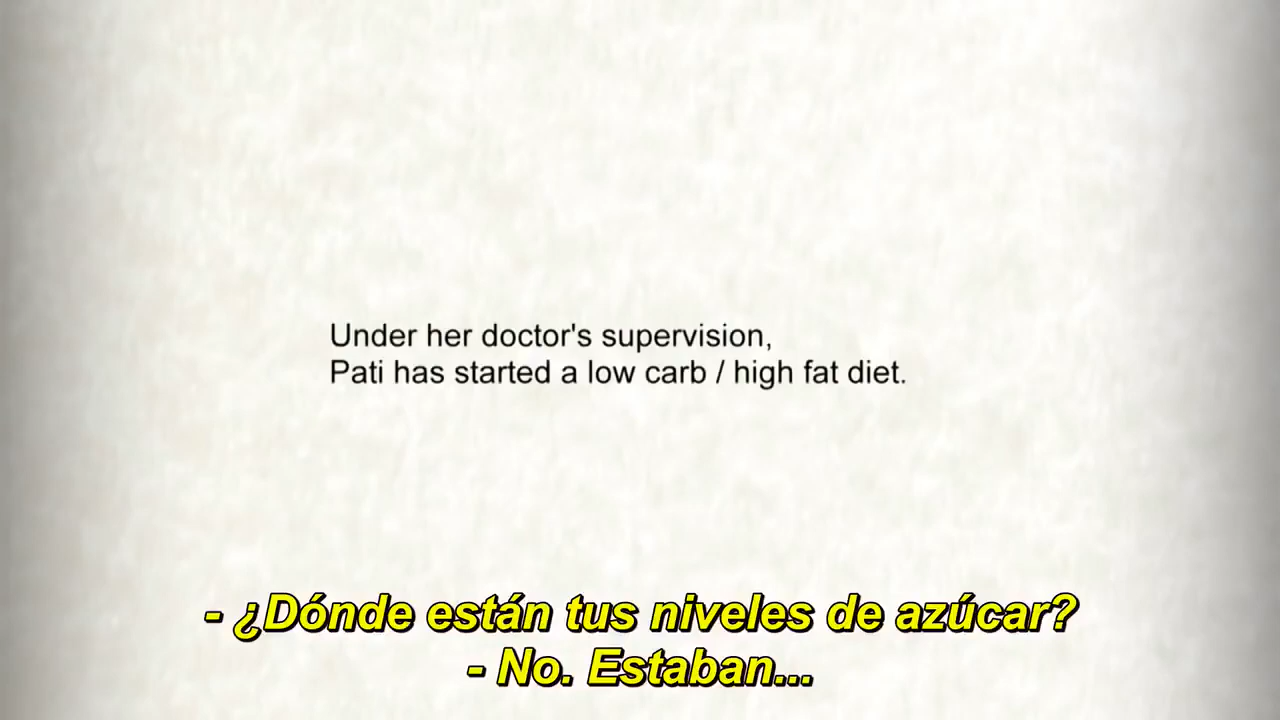 Under her doctor's supervision,
Pati has started a low carb / high fat diet.
- ¿Dónde están tus niveles de azúcar?
- No. Estaban...